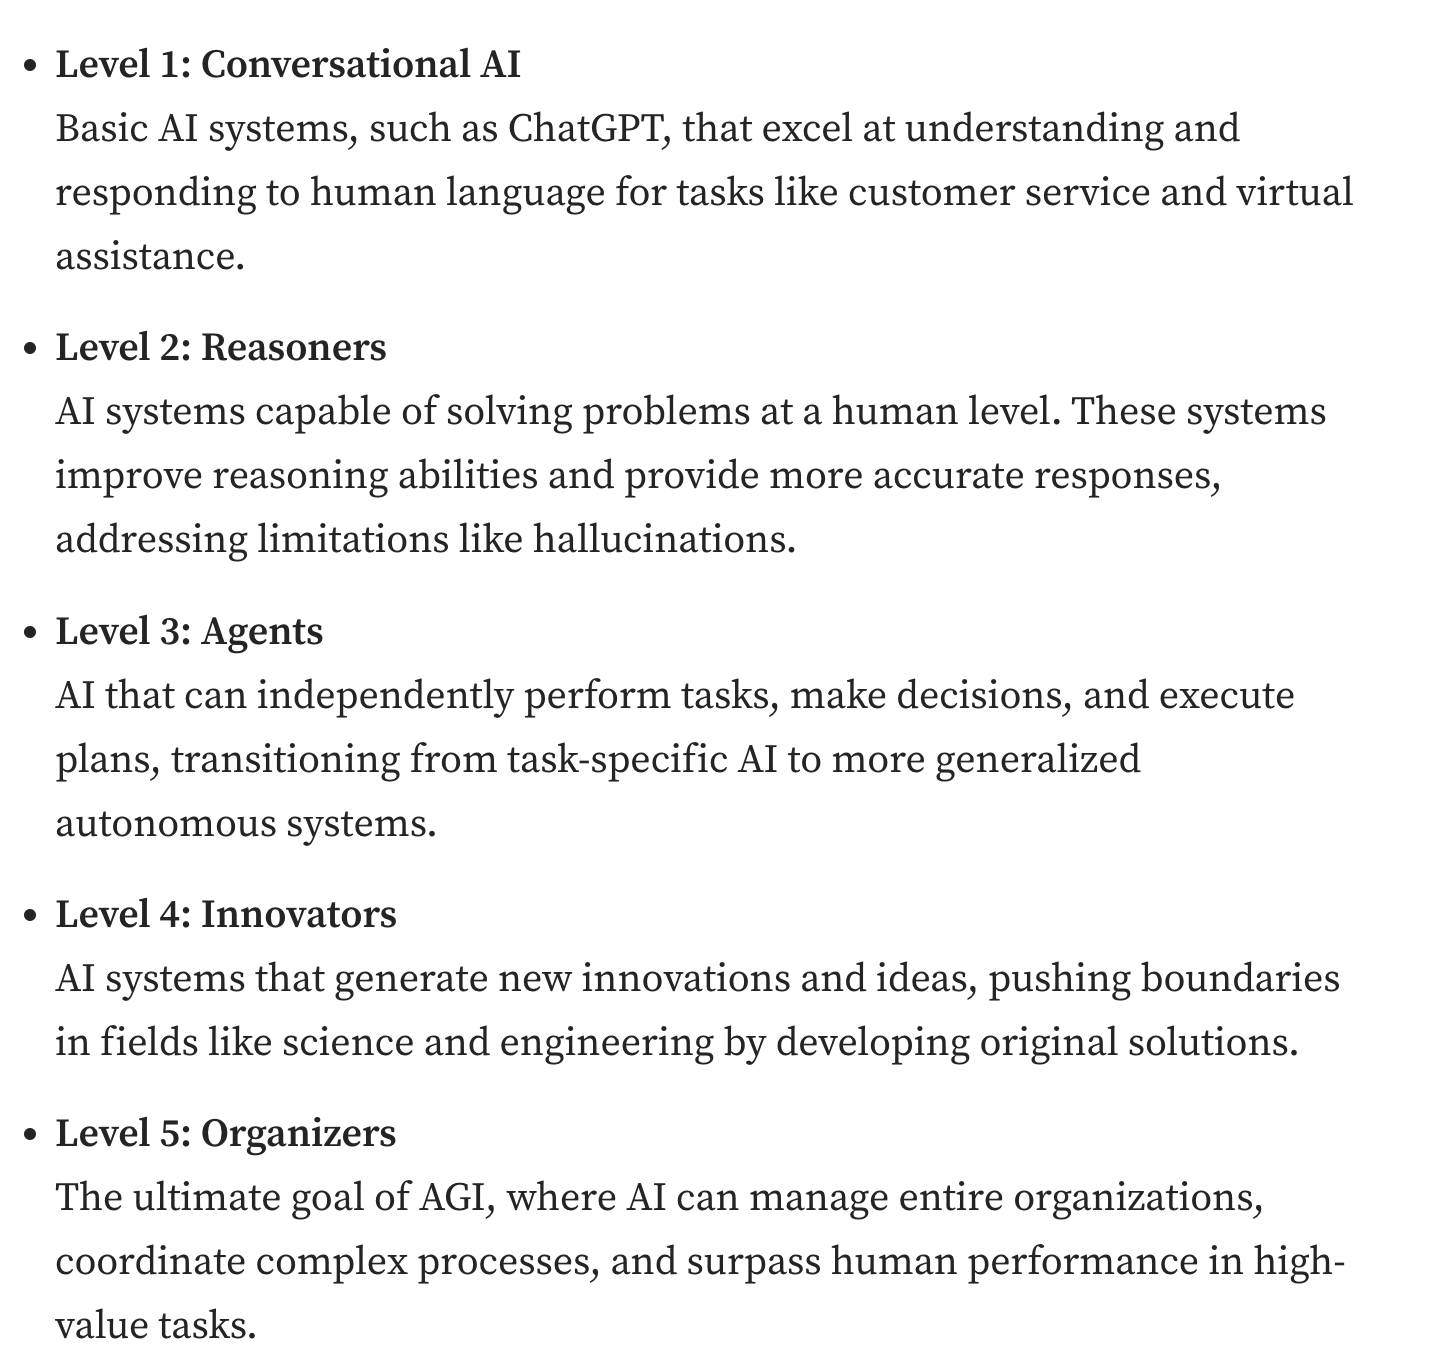 • Level 1: Conversational AI
Basic AI systems, such as ChatGPT, that excel at understanding and
responding to human language for tasks like customer service and virtual
assistance.
• Level 2: Reasoners
AI systems capable of solving problems at a human level. These systems
improve reasoning abilities and provide more accurate responses,
addressing limitations like hallucinations.
• Level 3: Agents
AI that can independently perform tasks, make decisions, and execute
plans, transitioning from task-specific AI to more generalized
autonomous systems.
• Level 4: Innovators
AI systems that generate new innovations and ideas, pushing boundaries
in fields like science and engineering by developing original solutions.
• Level 5: Organizers
The ultimate goal of AGI, where AI can manage entire organizations,
coordinate complex processes, and surpass human performance in high-
value tasks.